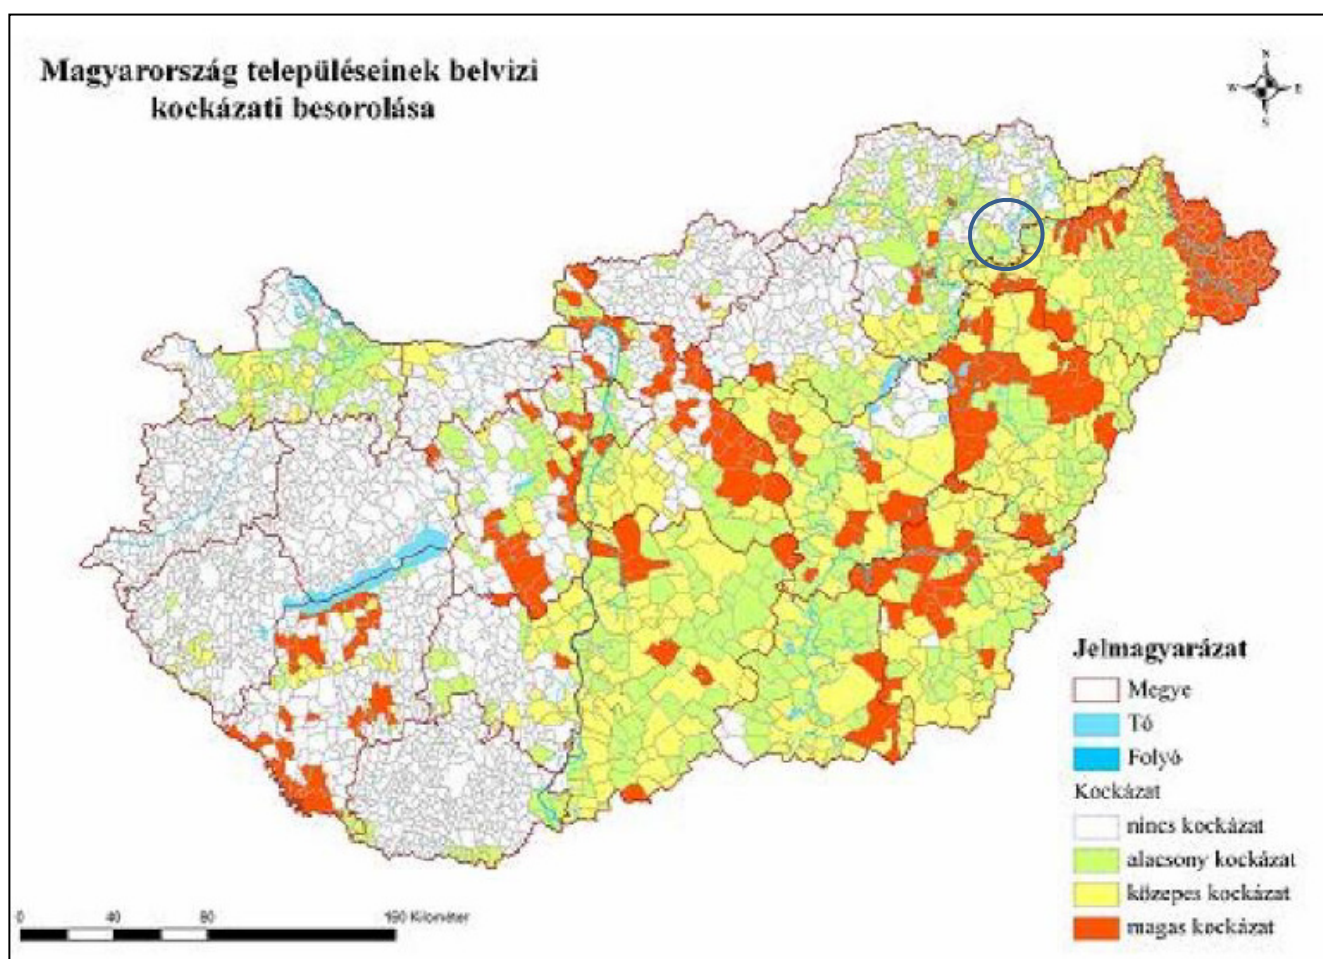 Magyarország településeinek belvizi
kockázati besorolása
N
W E
S
Jelmagyarázat
Megye
Tó
Folyó
Kockázat
nincs kockázat
alacsony kockázat
közepes kockázat
magas kockázat
0 40 80 160 Kilométer